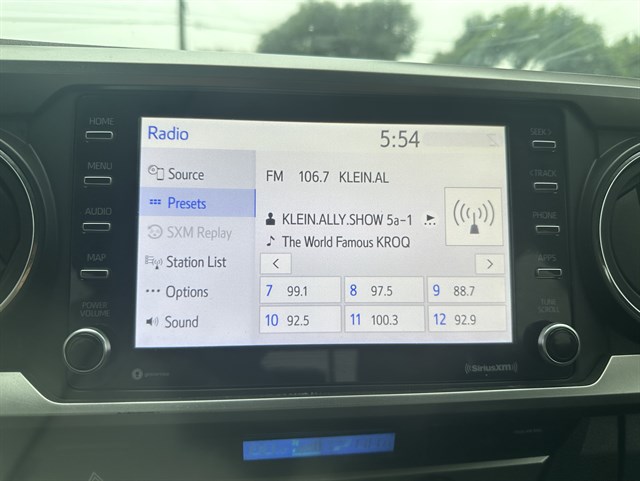 HOME
MENU
AUDIO
MAP
POWER
VOLUME
Radio
5:54
Source
Presets
SXM Replay
Station List
Options
Sound
FM 106.7 KLEIN.AL
KLEIN.ALLY.SHOW 5a-1
The World Famous KROQ
< >
7 99.1 8 97.5 9 88.7
10 92.5 11 100.3 12 92.9
SEEK >
< TRACK
PHONE
APPS
TUNE
SCROLL
SiriusXM